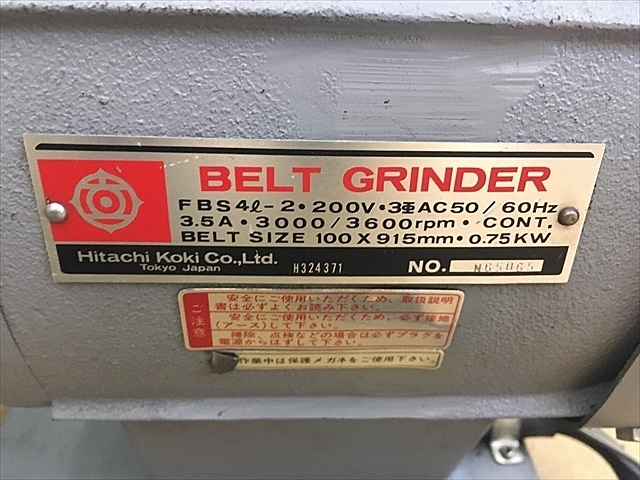 BELT GRINDER
FBS4ℓ-2・200V・3亜AC50/60Hz
3.5A・3000/3600rpm・CONT.
BELT SIZE 100X915mm・0.75KW
Hitachi Koki Co.,Ltd.
Tokyo Japan
H324371
NO. N65065
ご注意
安全にご使用いただくため、取扱説明
書は必ずよくお読み下さい。
安全にご使用いただくため、必ず接地
(アース)して下さい。
掃除、点検などの場合は必ずプラグを
電源からはずして下さい。
作業中は保護メガネをご使用下さい。